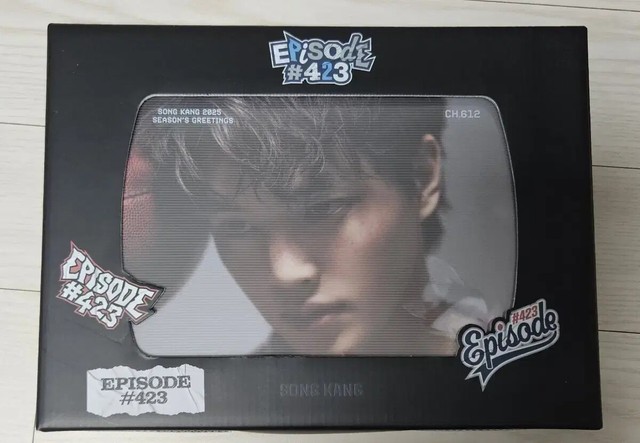 EPiSODE
#423
SONG KANG 2025
SEASON'S GREETINGS
CH.612
EPISODE
#423
#423
Episode
EPISODE
#423
SONG KANG